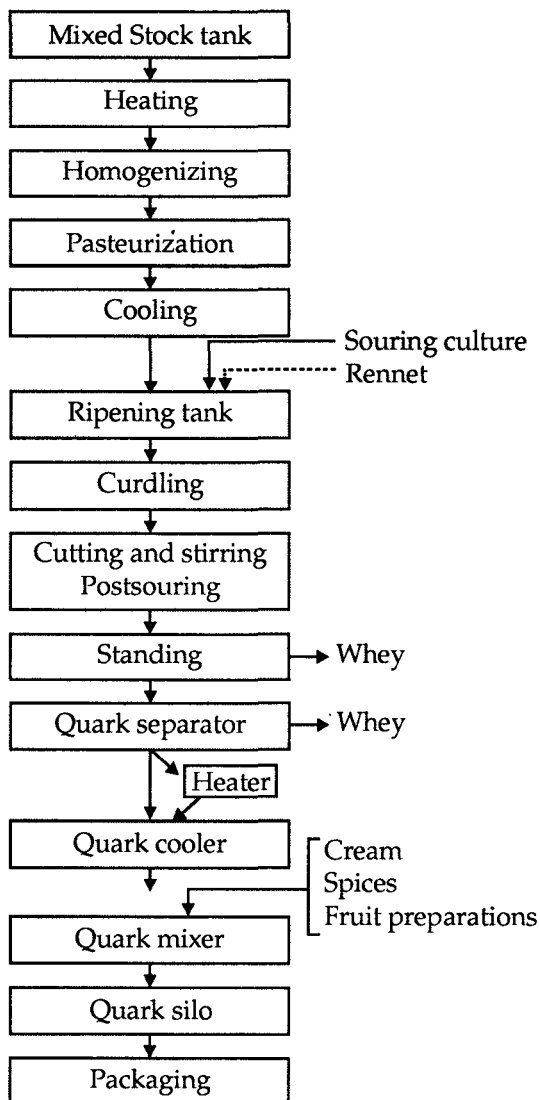 Mixed Stock tank
Heating
Homogenizing
Pasteurization
Cooling
Souring culture
Rennet
Ripening tank
Curdling
Cutting and stirring
Postsouring
Standing
Whey
Quark separator
Whey
Heater
Quark cooler
Cream
Spices
Fruit preparations
Quark mixer
Quark silo
Packaging